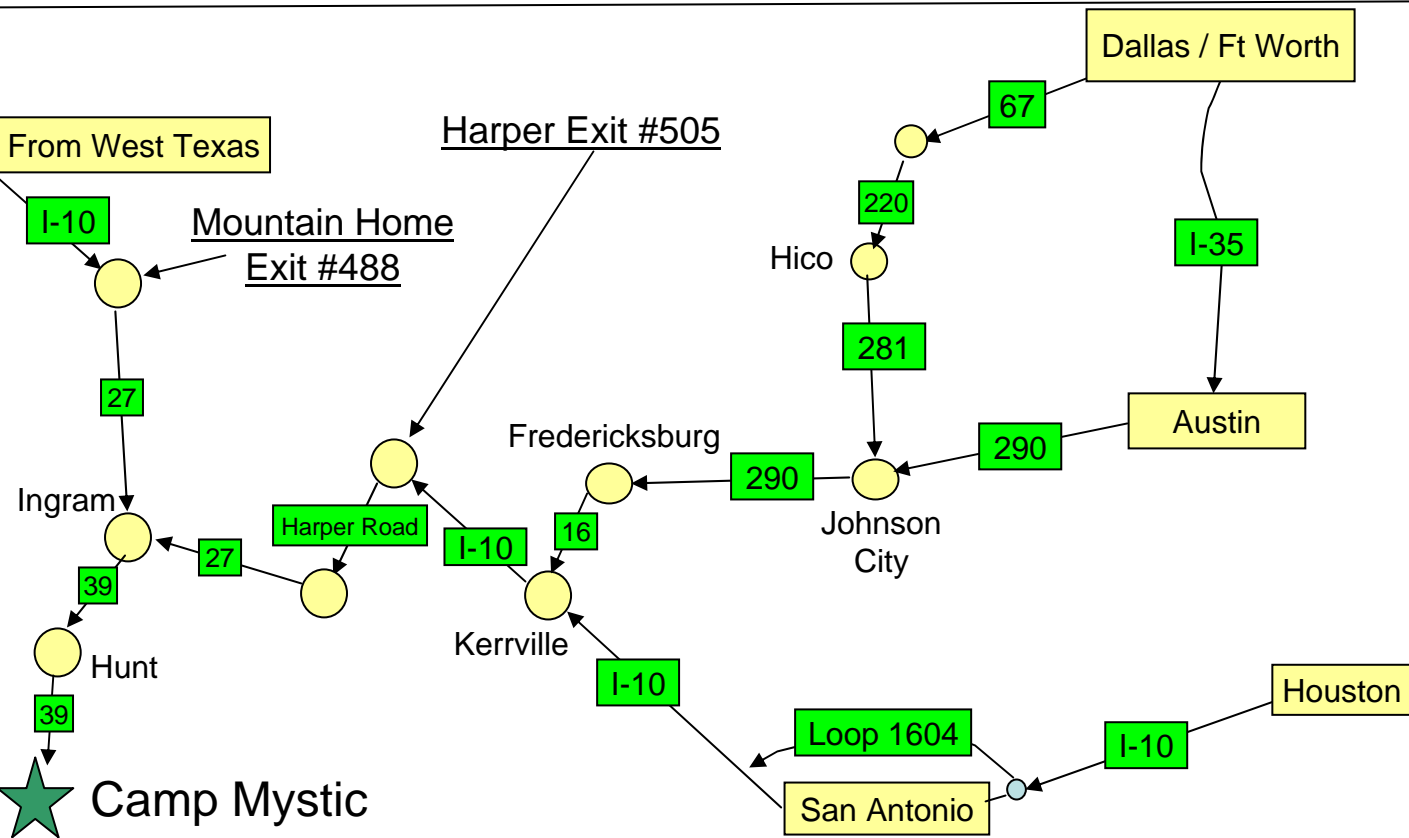 Dallas / Ft Worth
67
From West Texas
Harper Exit #505
220
I-10
Mountain Home
Exit #488
Hico
I-35
281
27
Austin
Fredericksburg
290
290
Ingram
Harper Road
I-10
16
Johnson
City
27
39
Kerrville
Hunt
I-10
Houston
39
Loop 1604
I-10
Camp Mystic
San Antonio